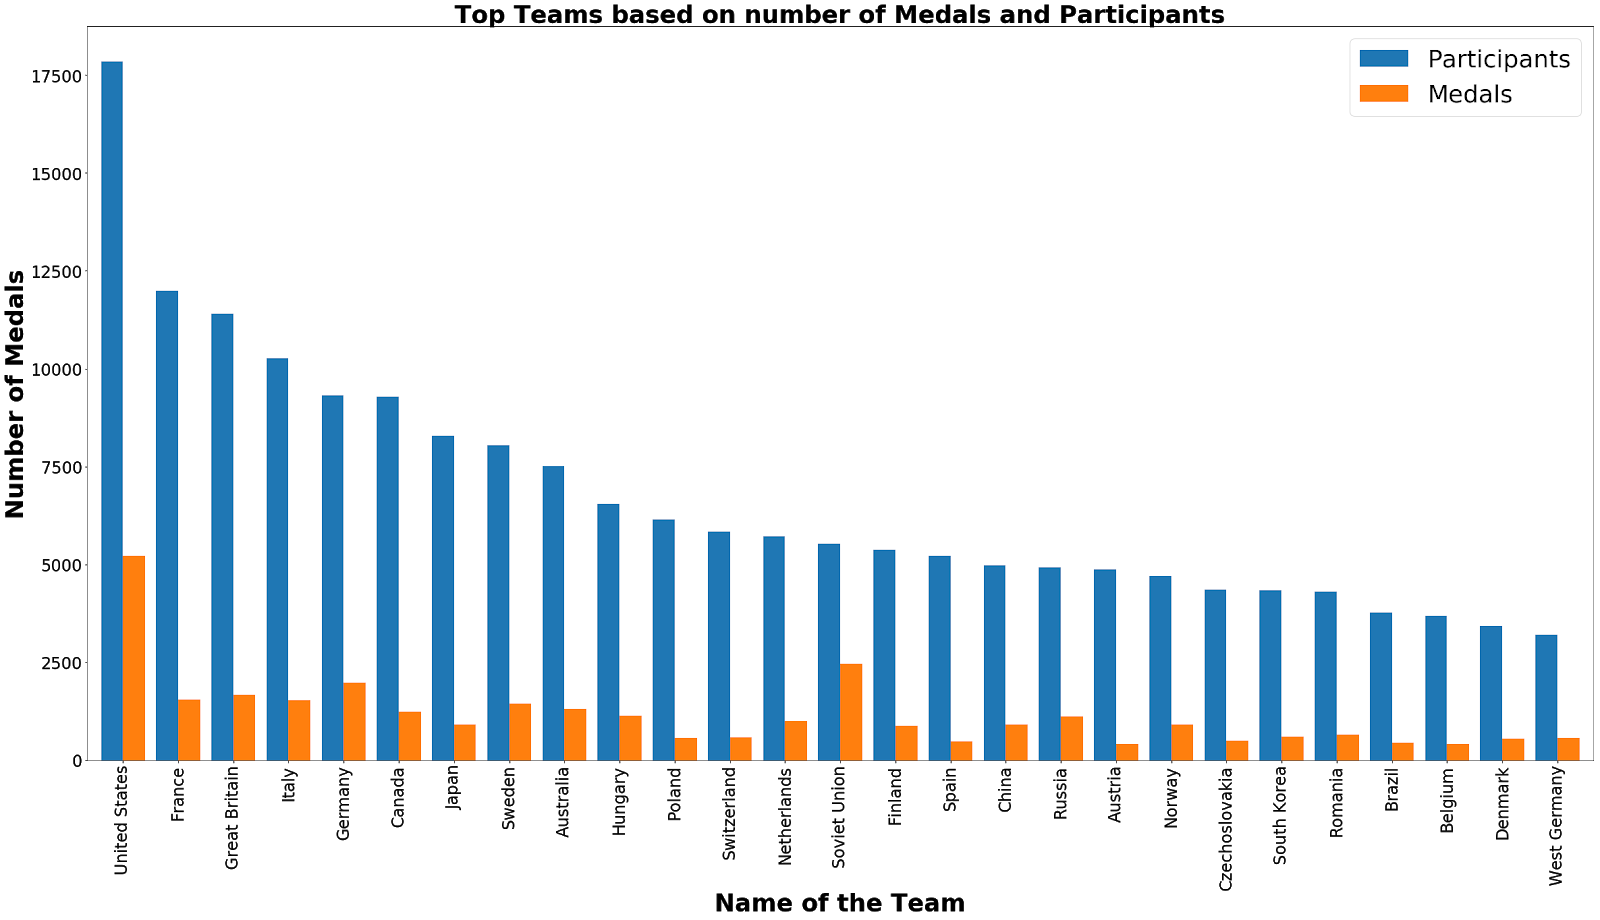 Top Teams based on number of Medals and Participants
Participants
Medals
Number of Medals
17500
15000
12500
10000
7500
5000
2500
0
United States
France
Great Britain
Italy
Germany
Canada
Japan
Sweden
Australia
Hungary
Poland
Switzerland
Netherlands
Soviet Union
Finland
Spain
China
Russia
Austria
Norway
Czechoslovakia
South Korea
Romania
Brazil
Belgium
Denmark
West Germany
Name of the Team